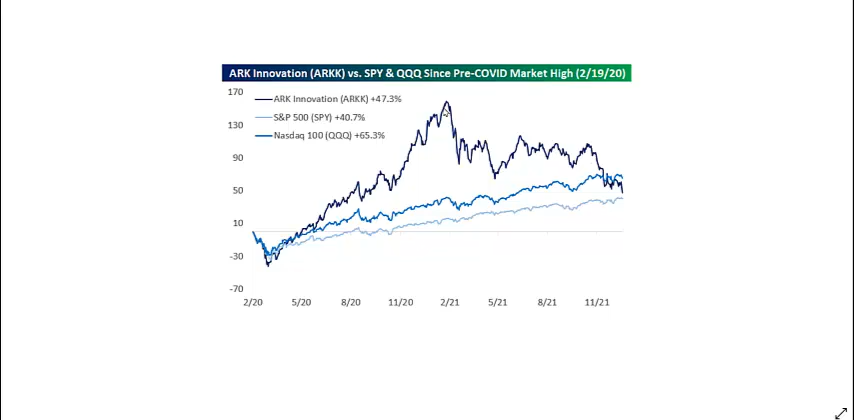 ARK Innovation (ARKK) vs. SPY & QQQ Since Pre-COVID Market High (2/19/20)
170
ARK Innovation (ARKK) +47.3%
S&P 500 (SPY) +40.7%
130
Nasdaq 100 (QQQ) +65.3%
90
50
10
-30
-70
2/20 5/20 8/20 11/20 2/21 5/21 8/21 11/21